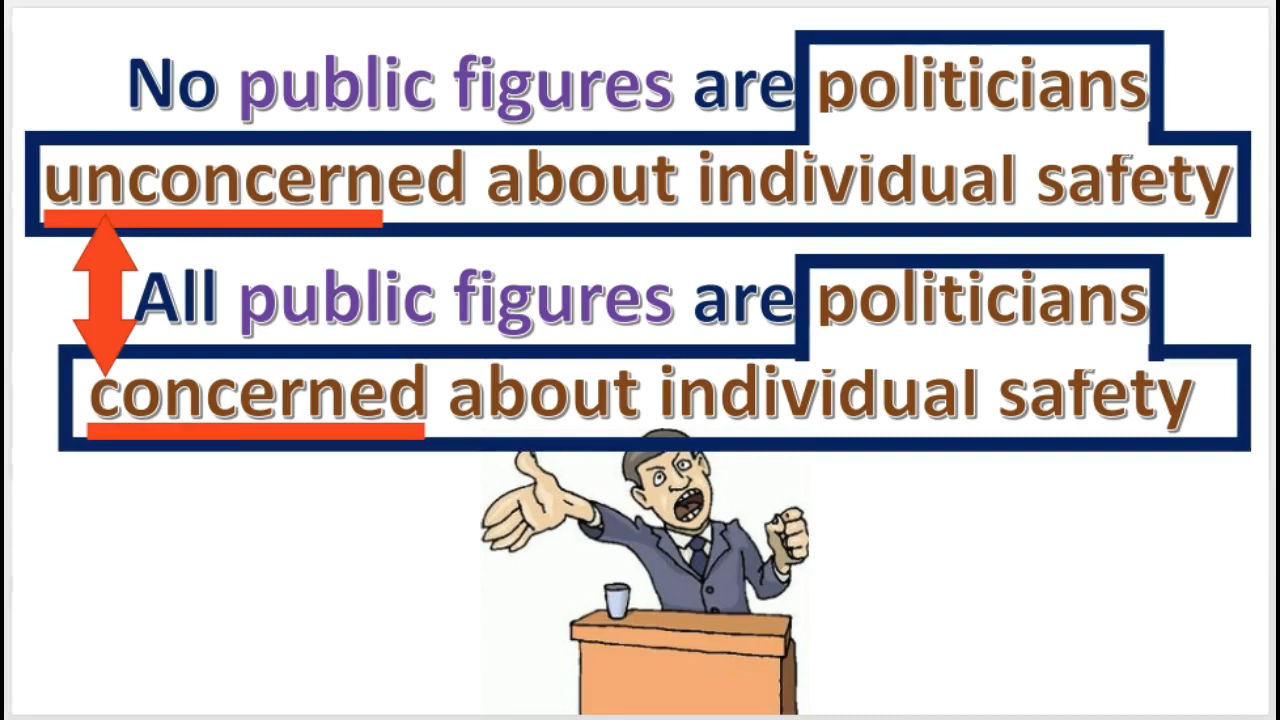 No public figures are politicians
unconcerned about individual safety
All public figures are politicians
concerned about individual safety